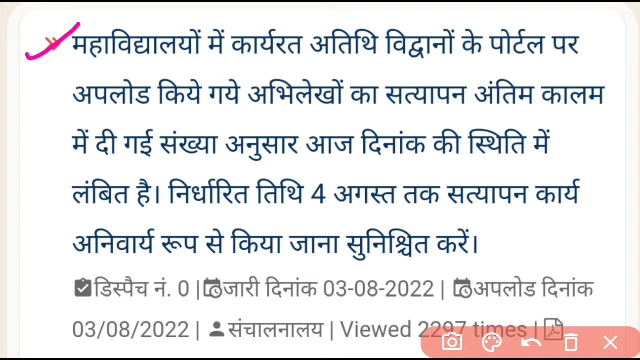 महाविद्यालयों में कार्यरत अतिथि विद्वानों के पोर्टल पर
अपलोड किये गये अभिलेखों का सत्यापन अंतिम कालम
में दी गई संख्या अनुसार आज दिनांक की स्थिति में
लंबित है। निर्धारित तिथि 4 अगस्त तक सत्यापन कार्य
अनिवार्य रूप से किया जाना सुनिश्चित करें।
डिस्पैच नं. 0 | जारी दिनांक 03-08-2022 | अपलोड दिनांक
03/08/2022 | संचालनालय | Viewed 2297 times |